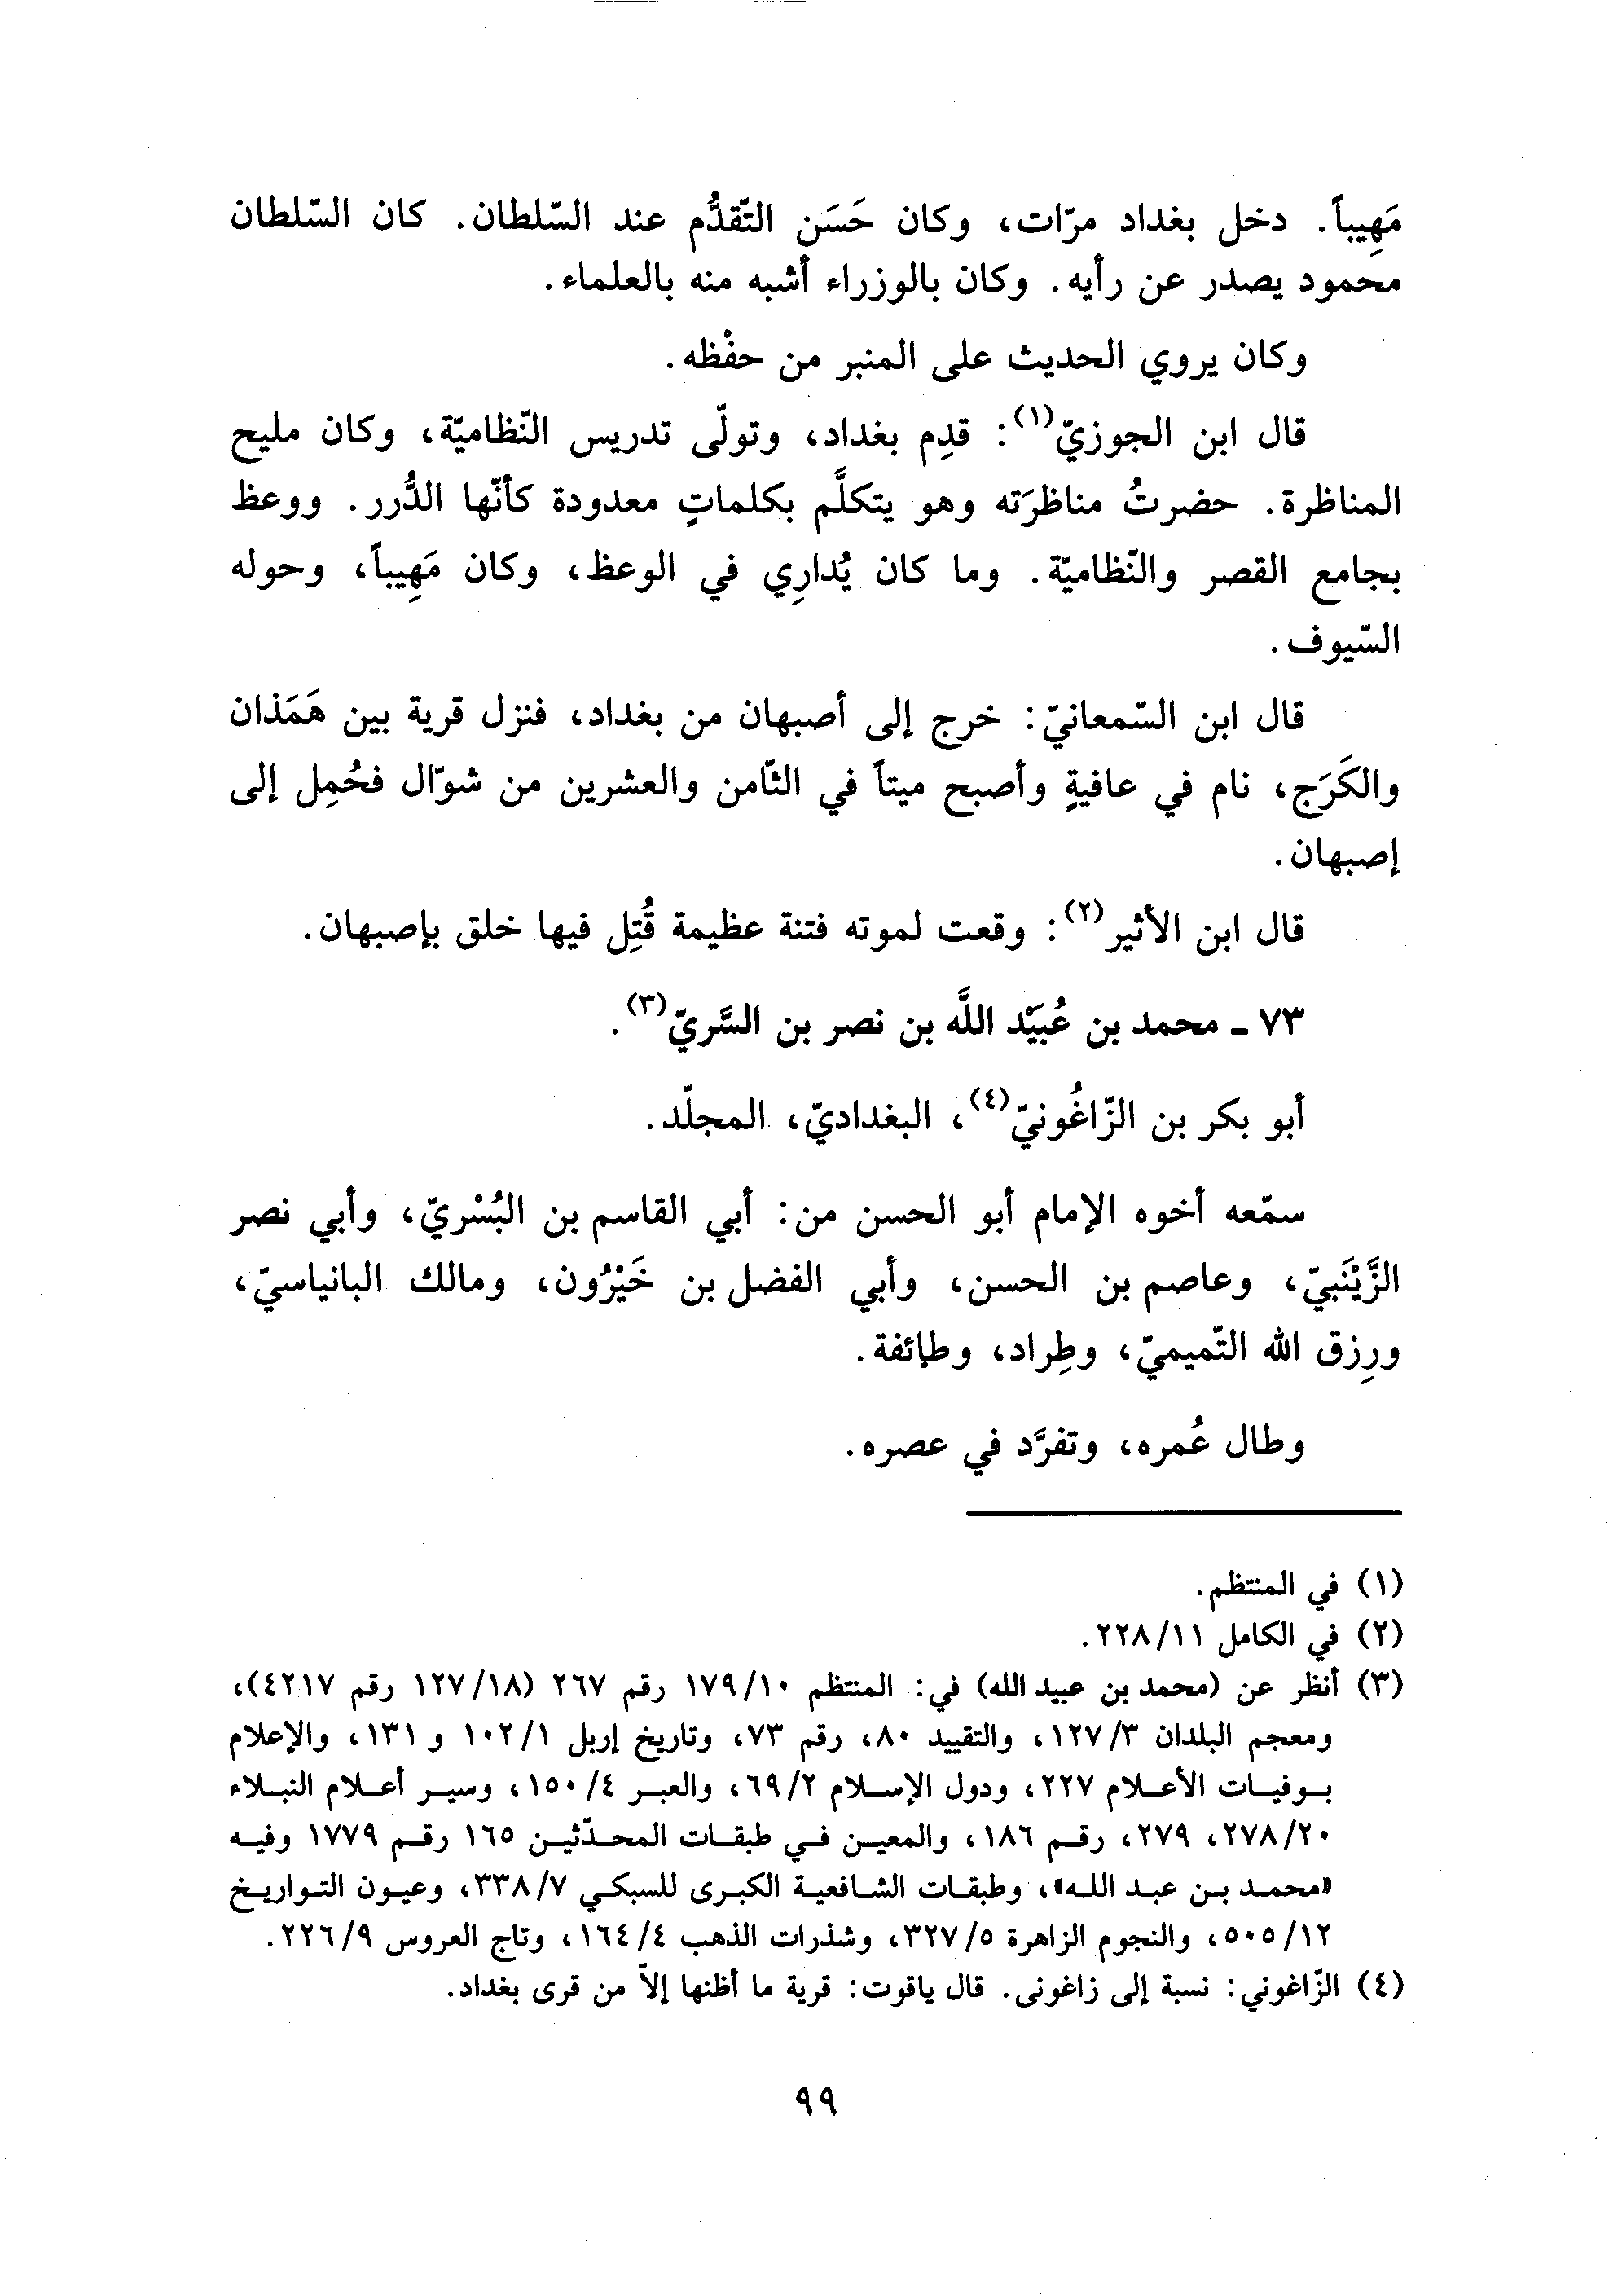 مَهِيباً. دخل بغداد مرّات، وكان حَسَن التّقدُّم عند السّلطان. كان السّلطان
محمود يصدر عن رأيه. وكان بالوزراء أشبه منه بالعلماء.
وكان يروي الحديث على المنبر من حفْظه.
قال ابن الجوزيّ(١): قدِم بغداد، وتولّى تدريس النّظاميّة، وكان مليح
المناظرة. حضرتُ مناظرَته وهو يتكلَّم بكلماتٍ معدودة كأنّها الدُّرر. ووعظ
بجامع القصر والنّظاميّة. وما كان يُدارِي في الوعظ، وكان مَهِيباً، وحوله
السّيوف.
قال ابن السّمعانيّ: خرج إلى أصبهان من بغداد، فنزل قرية بين هَمَذان
والكَرَج، نام في عافيةٍ وأصبح ميتاً في الثّامن والعشرين من شوّال فحُمِل إلى
إصبهان.
قال ابن الأثير(٢): وقعت لموته فتنة عظيمة قُتِل فيها خلق بإصبهان.
٧٣ ـ محمد بن عُبَيْد اللَّه بن نصر بن السَّريّ(٣).
أبو بكر بن الزّاغُونيّ(٤)، البغداديّ، المجلّد.
سمّعه أخوه الإمام أبو الحسن من: أبي القاسم بن البُسْريّ، وأبي نصر
الزَّيْنَبيّ، وعاصم بن الحسن، وأبي الفضل بن خَيْرُون، ومالك البانياسيّ،
ورِزق الله التّميميّ، وطِراد، وطائفة.
وطال عُمره، وتفرَّد في عصره.
(١) في المنتظم.
(٢) في الكامل ٢٢٨/١١.
(٣) أنظر عن (محمد بن عبيد الله) في: المنتظم ١٧٩/١٠ رقم ٢٦٧ (١٢٧/١٨ رقم ٤٢١٧)،
ومعجم البلدان ١٢٧/٣، والتقييد ٨٠، رقم ٧٣، وتاريخ إربل ١٠٢/١ و ١٣١، والإعلام
بوفيات الأعلام ٢٢٧، ودول الإسلام ٦٩/٢، والعبر ١٥٠/٤، وسير أعلام النبلاء
٢٧٨/٢٠، ٢٧٩، رقم ١٨٦، والمعين في طبقات المحدّثين ١٦٥ رقم ١٧٧٩ وفيه
«محمد بن عبد الله»، وطبقات الشافعية الكبرى للسبكي ٣٣٨/٧، وعيون التواريخ
٥٠٥/١٢، والنجوم الزاهرة ٣٢٧/٥، وشذرات الذهب ١٦٤/٤، وتاج العروس ٢٢٦/٩.
(٤) الزّاغوني: نسبة إلى زاغونى. قال ياقوت: قرية ما أظنها إلاّ من قرى بغداد.
٩٩